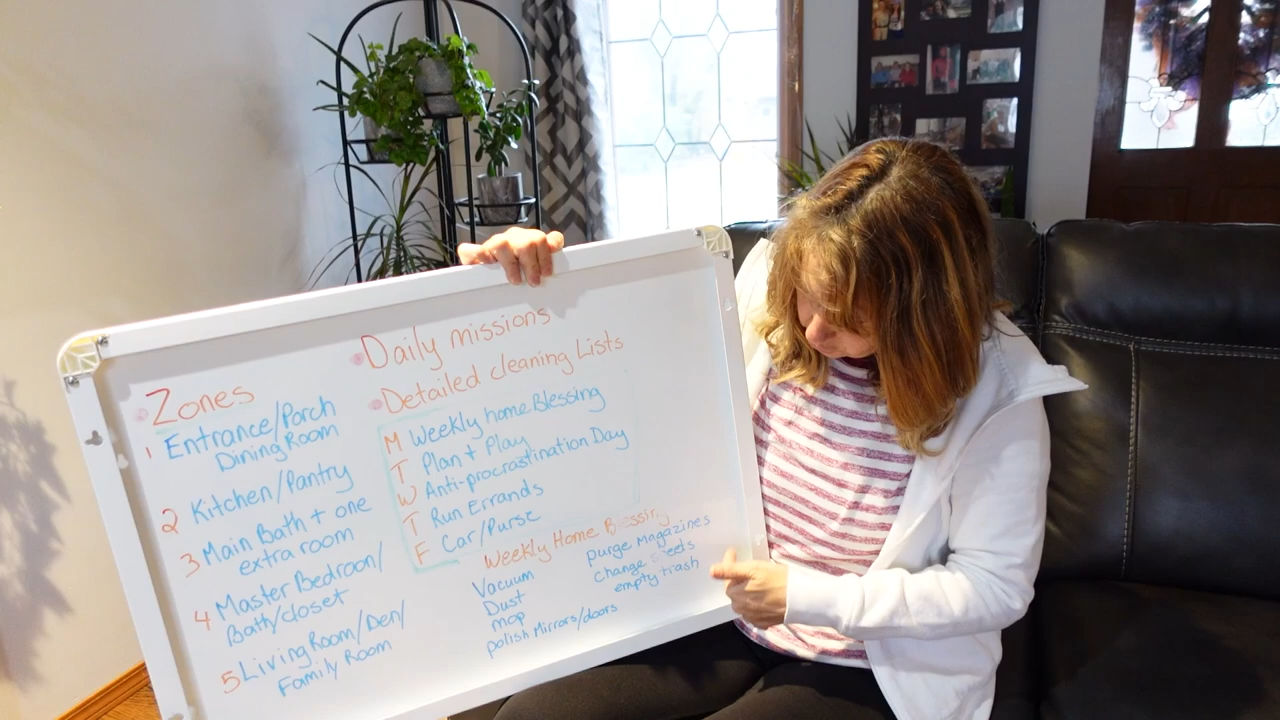 Daily missions
Detailed cleaning Lists
Zones
1 Entrance/Porch
Dining Room
2 Kitchen/Pantry
3 Main Bath + one
extra room
4 Master Bedroom/
Bath/closet
5 Living Room/Den/
Family Room
M Weekly home Blessing
T Plan + Play
W Anti-procrastination Day
T Run Errands
F Car/Purse
Weekly Home Blessing
Vacuum
Dust
mop
polish Mirrors/doors
purge Magazines
change sheets
empty trash